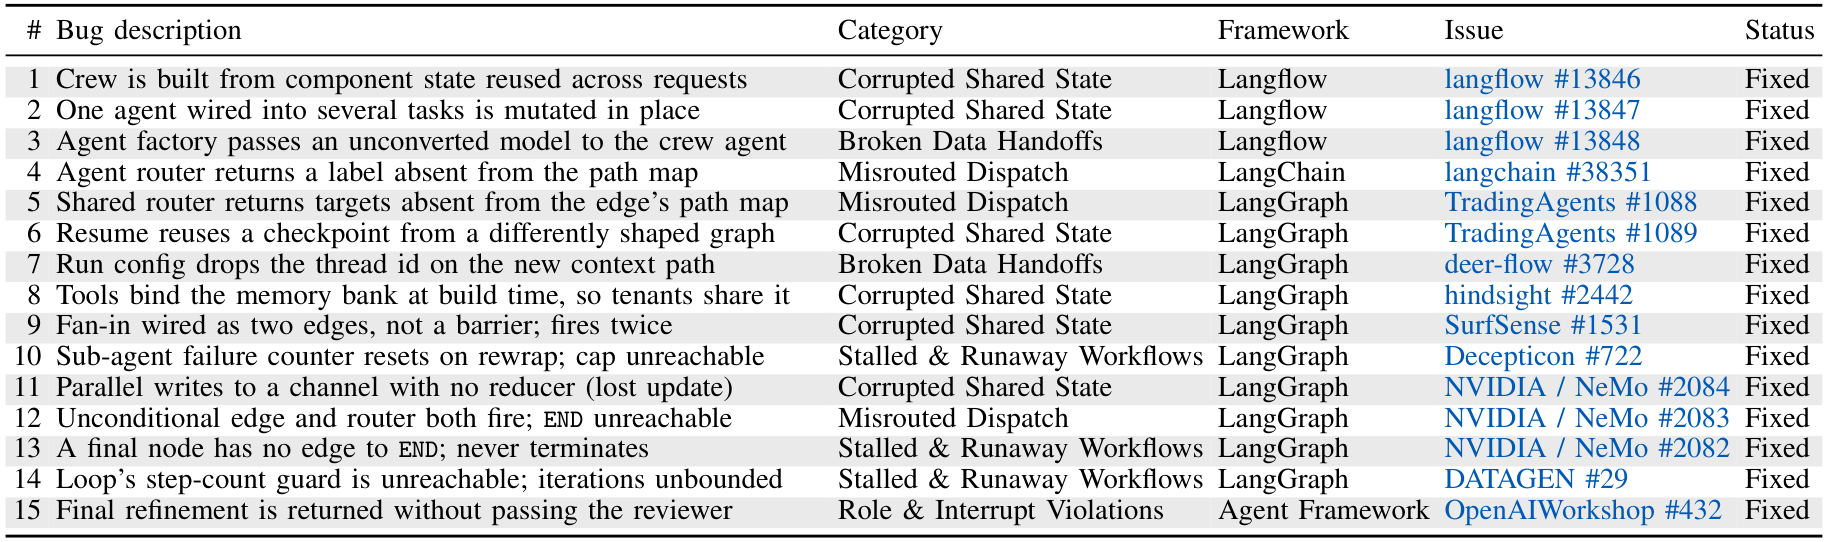 # Bug description Category Framework Issue Status
1 Crew is built from component state reused across requests Corrupted Shared State Langflow langflow #13846 Fixed
2 One agent wired into several tasks is mutated in place Corrupted Shared State Langflow langflow #13847 Fixed
3 Agent factory passes an unconverted model to the crew agent Broken Data Handoffs Langflow langflow #13848 Fixed
4 Agent router returns a label absent from the path map Misrouted Dispatch LangChain langchain #38351 Fixed
5 Shared router returns targets absent from the edge's path map Misrouted Dispatch LangGraph TradingAgents #1088 Fixed
6 Resume reuses a checkpoint from a differently shaped graph Corrupted Shared State LangGraph TradingAgents #1089 Fixed
7 Run config drops the thread id on the new context path Broken Data Handoffs LangGraph deer-flow #3728 Fixed
8 Tools bind the memory bank at build time, so tenants share it Corrupted Shared State LangGraph hindsight #2442 Fixed
9 Fan-in wired as two edges, not a barrier; fires twice Corrupted Shared State LangGraph SurfSense #1531 Fixed
10 Sub-agent failure counter resets on rewrap; cap unreachable Stalled & Runaway Workflows LangGraph Decepticon #722 Fixed
11 Parallel writes to a channel with no reducer (lost update) Corrupted Shared State LangGraph NVIDIA / NeMo #2084 Fixed
12 Unconditional edge and router both fire; END unreachable Misrouted Dispatch LangGraph NVIDIA / NeMo #2083 Fixed
13 A final node has no edge to END; never terminates Stalled & Runaway Workflows LangGraph NVIDIA / NeMo #2082 Fixed
14 Loop's step-count guard is unreachable; iterations unbounded Stalled & Runaway Workflows LangGraph DATAGEN #29 Fixed
15 Final refinement is returned without passing the reviewer Role & Interrupt Violations Agent Framework OpenAIWorkshop #432 Fixed